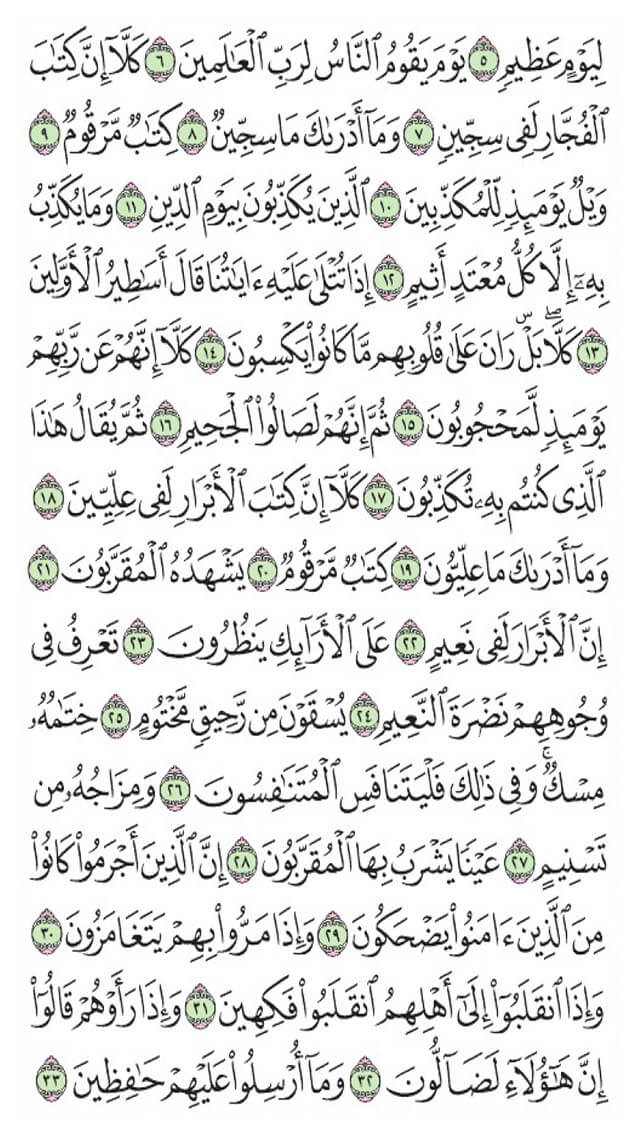 لِيَوْمٍ عَظِيمٍ ٥ يَوْمَ يَقُومُ ٱلنَّاسُ لِرَبِّ ٱلْعَٰلَمِينَ ٦ كَلَّآ إِنَّ كِتَٰبَ
ٱلْفُجَّارِ لَفِى سِجِّينٍ ٧ وَمَآ أَدْرَىٰكَ مَا سِجِّينٌ ٨ كِتَٰبٌ مَّرْقُومٌ ٩
وَيْلٌ يَوْمَئِذٍ لِّلْمُكَذِّبِينَ ١٠ ٱلَّذِينَ يُكَذِّبُونَ بِيَوْمِ ٱلدِّينِ ١١ وَمَا يُكَذِّبُ
بِهِۦٓ إِلَّا كُلُّ مُعْتَدٍ أَثِيمٍ ١٢ إِذَا تُتْلَىٰ عَلَيْهِ ءَايَٰتُنَا قَالَ أَسَٰطِيرُ ٱلْأَوَّلِينَ
١٣ كَلَّا ۖ بَلْ ۜ رَانَ عَلَىٰ قُلُوبِهِم مَّا كَانُوا۟ يَكْسِبُونَ ١٤ كَلَّآ إِنَّهُمْ عَن رَّبِّهِمْ
يَوْمَئِذٍ لَّمَحْجُوبُونَ ١٥ ثُمَّ إِنَّهُمْ لَصَالُوا۟ ٱلْجَحِيمِ ١٦ ثُمَّ يُقَالُ هَٰذَا
ٱلَّذِى كُنتُم بِهِۦ تُكَذِّبُونَ ١٧ كَلَّآ إِنَّ كِتَٰبَ ٱلْأَبْرَارِ لَفِى عِلِّيِّينَ ١٨
وَمَآ أَدْرَىٰكَ مَا عِلِّيُّونَ ١٩ كِتَٰبٌ مَّرْقُومٌ ٢٠ يَشْهَدُهُ ٱلْمُقَرَّبُونَ ٢١
إِنَّ ٱلْأَبْرَارَ لَفِى نَعِيمٍ ٢٢ عَلَى ٱلْأَرَآئِكِ يَنظُرُونَ ٢٣ تَعْرِفُ فِى
وُجُوهِهِمْ نَضْرَةَ ٱلنَّعِيمِ ٢٤ يُسْقَوْنَ مِن رَّحِيقٍ مَّخْتُومٍ ٢٥ خِتَٰمُهُۥ
مِسْكٌ ۚ وَفِى ذَٰلِكَ فَلْيَتَنَافَسِ ٱلْمُتَنَٰفِسُونَ ٢٦ وَمِزَاجُهُۥ مِن
تَسْنِيمٍ ٢٧ عَيْنًا يَشْرَبُ بِهَا ٱلْمُقَرَّبُونَ ٢٨ إِنَّ ٱلَّذِينَ أَجْرَمُوا۟ كَانُوا۟
مِنَ ٱلَّذِينَ ءَامَنُوا۟ يَضْحَكُونَ ٢٩ وَإِذَا مَرُّوا۟ بِهِمْ يَتَغَامَزُونَ ٣٠
وَإِذَا ٱنقَلَبُوٓا۟ إِلَىٰٓ أَهْلِهِمُ ٱنقَلَبُوا۟ فَكِهِينَ ٣١ وَإِذَا رَأَوْهُمْ قَالُوٓا۟
إِنَّ هَٰٓؤُلَآءِ لَضَآلُّونَ ٣٢ وَمَآ أُرْسِلُوا۟ عَلَيْهِمْ حَٰفِظِينَ ٣٣